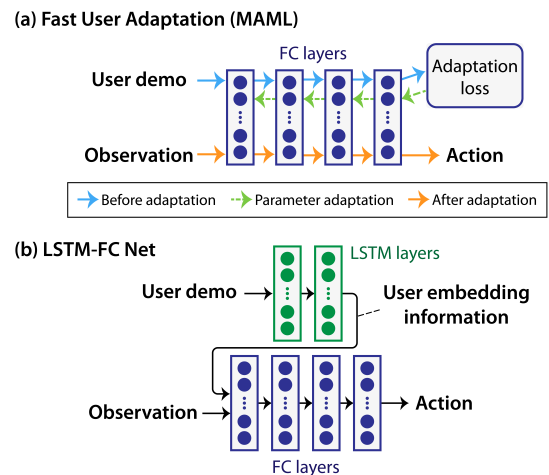 (a) Fast User Adaptation (MAML)
FC layers
User demo
Adaptation
loss
Observation
Action
Before adaptation
Parameter adaptation
After adaptation
(b) LSTM-FC Net
LSTM layers
User demo
User embedding
information
Observation
Action
FC layers